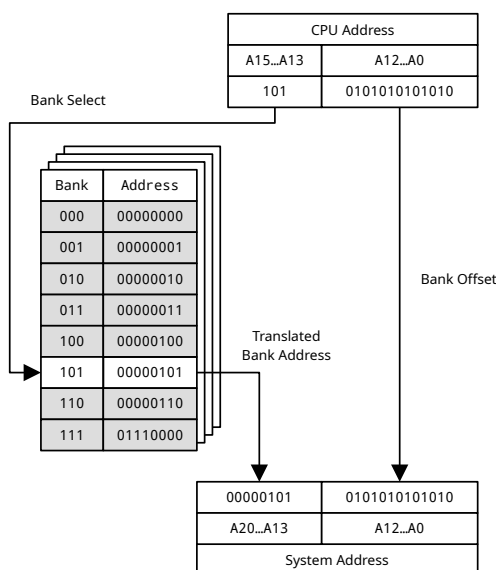 CPU Address
A15…A13 A12…A0
101 0101010101010
Bank Select
Bank Address
000 00000000
001 00000001
010 00000010
011 00000011
100 00000100
101 00000101
110 00000110
111 01110000
Bank Offset
Translated
Bank Address
00000101 0101010101010
A20…A13 A12…A0
System Address